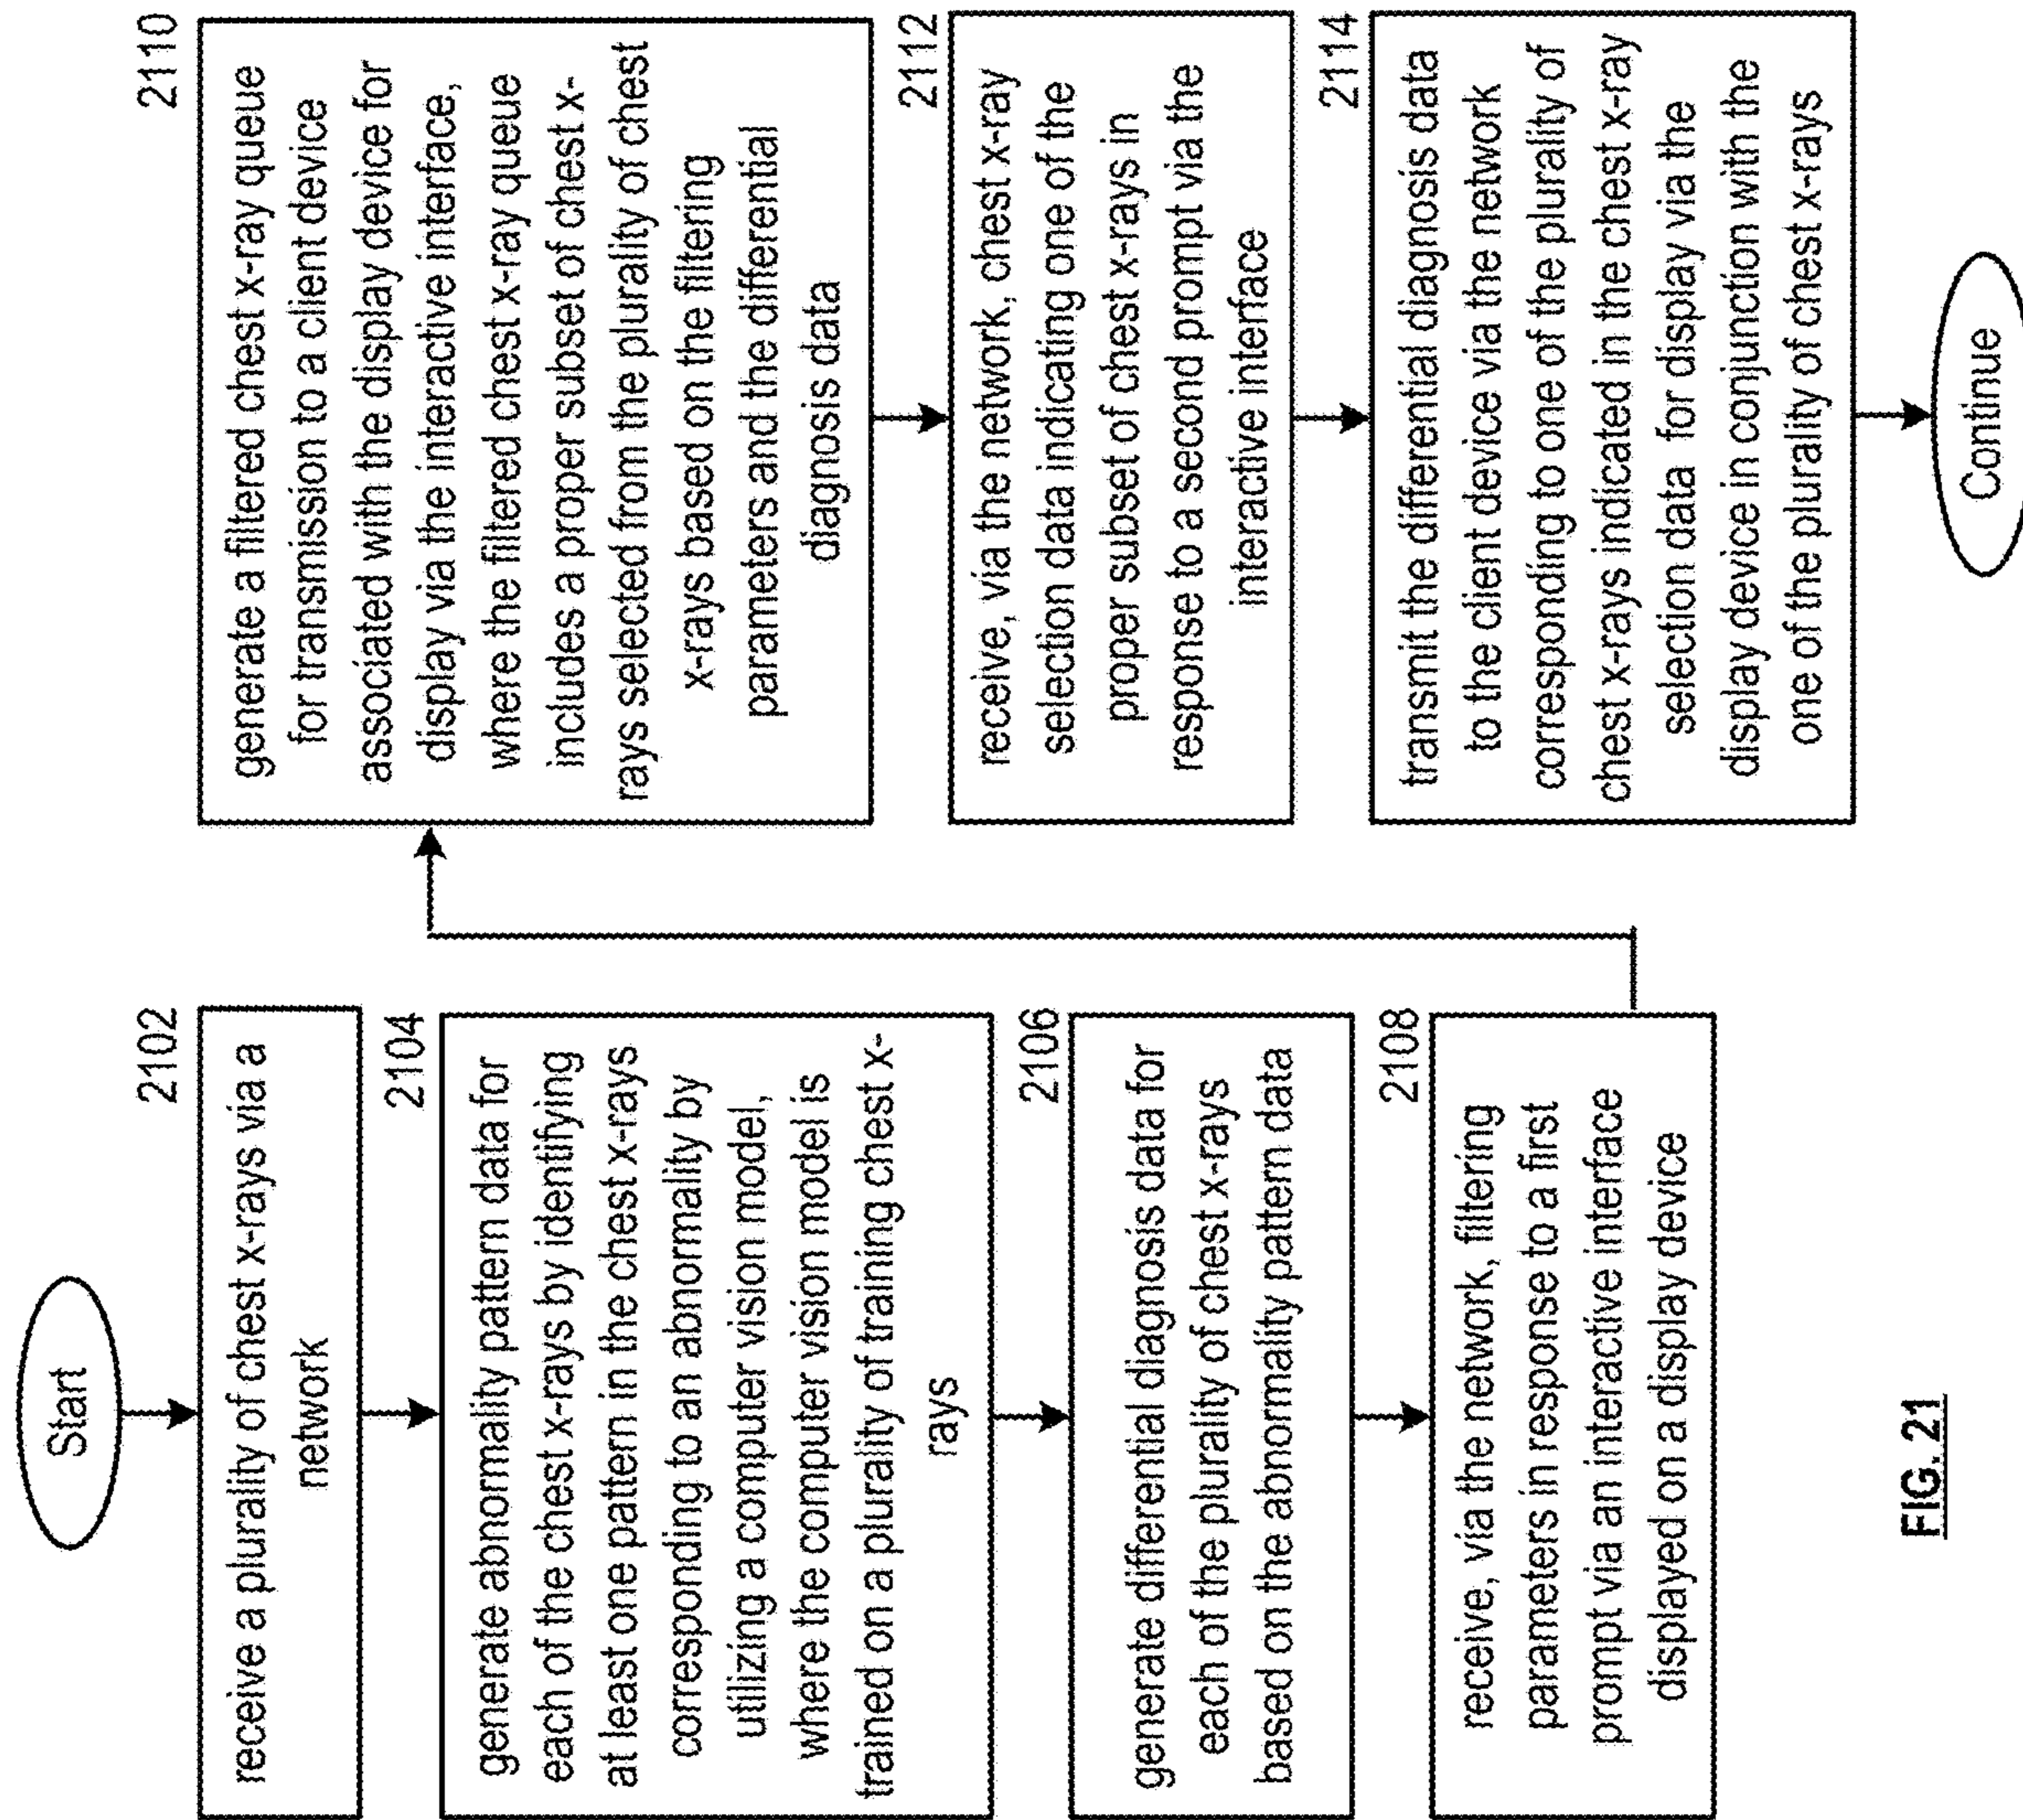 Start
2102
receive a plurality of chest x-rays via a
network
2104
generate abnormality pattern data for
each of the chest x-rays by identifying
at least one pattern in the chest x-rays
corresponding to an abnormality by
utilizing a computer vision model,
where the computer vision model is
trained on a plurality of training chest x-
rays
2106
generate differential diagnosis data for
each of the plurality of chest x-rays
based on the abnormality pattern data
2108
receive, via the network, filtering
parameters in response to a first
prompt via an interactive interface
displayed on a display device
2110
generate a filtered chest x-ray queue
for transmission to a client device
associated with the display device for
display via the interactive interface,
where the filtered chest x-ray queue
includes a proper subset of chest x-
rays selected from the plurality of chest
x-rays based on the filtering
parameters and the differential
diagnosis data
2112
receive, via the network, chest x-ray
selection data indicating one of the
proper subset of chest x-rays in
response to a second prompt via the
interactive interface
2114
transmit the differential diagnosis data
to the client device via the network
corresponding to one of the plurality of
chest x-rays indicated in the chest x-ray
selection data for display via the
display device in conjunction with the
one of the plurality of chest x-rays
Continue
FIG. 21